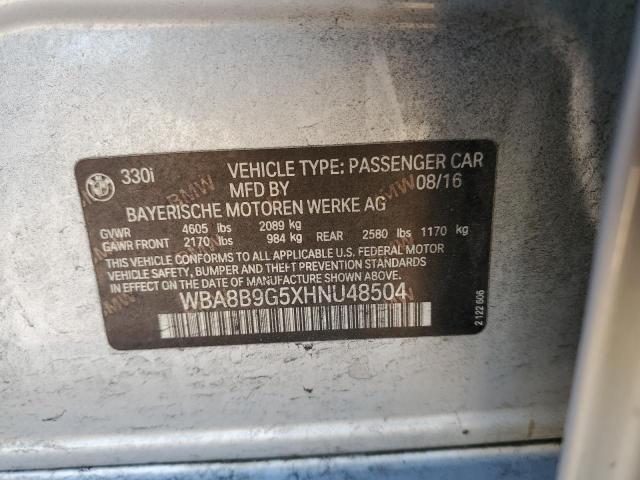 330i VEHICLE TYPE: PASSENGER CAR
MFD BY 08/16
BAYERISCHE MOTOREN WERKE AG
GVWR 4605 lbs 2089 kg
GAWR FRONT 2170 lbs 984 kg REAR 2580 lbs 1170 kg
THIS VEHICLE CONFORMS TO ALL APPLICABLE U.S. FEDERAL MOTOR
VEHICLE SAFETY, BUMPER AND THEFT PREVENTION STANDARDS
IN EFFECT ON THE DATE OF MANUFACTURE SHOWN ABOVE.
WBA8B9G5XHNU48504
2 122 606